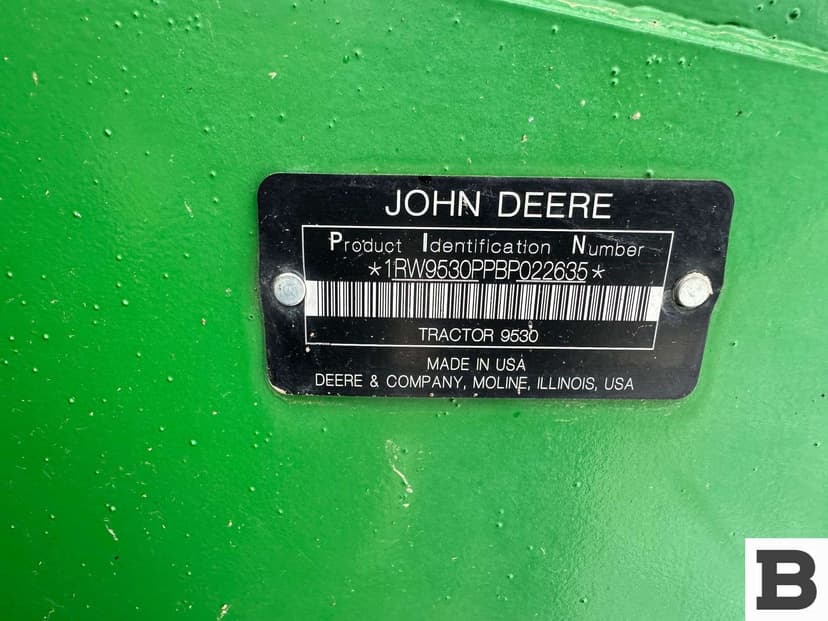 JOHN DEERE
Product Identification Number
*1RW9530PPBP022635*
TRACTOR 9530
MADE IN USA
DEERE & COMPANY, MOLINE, ILLINOIS, USA
B